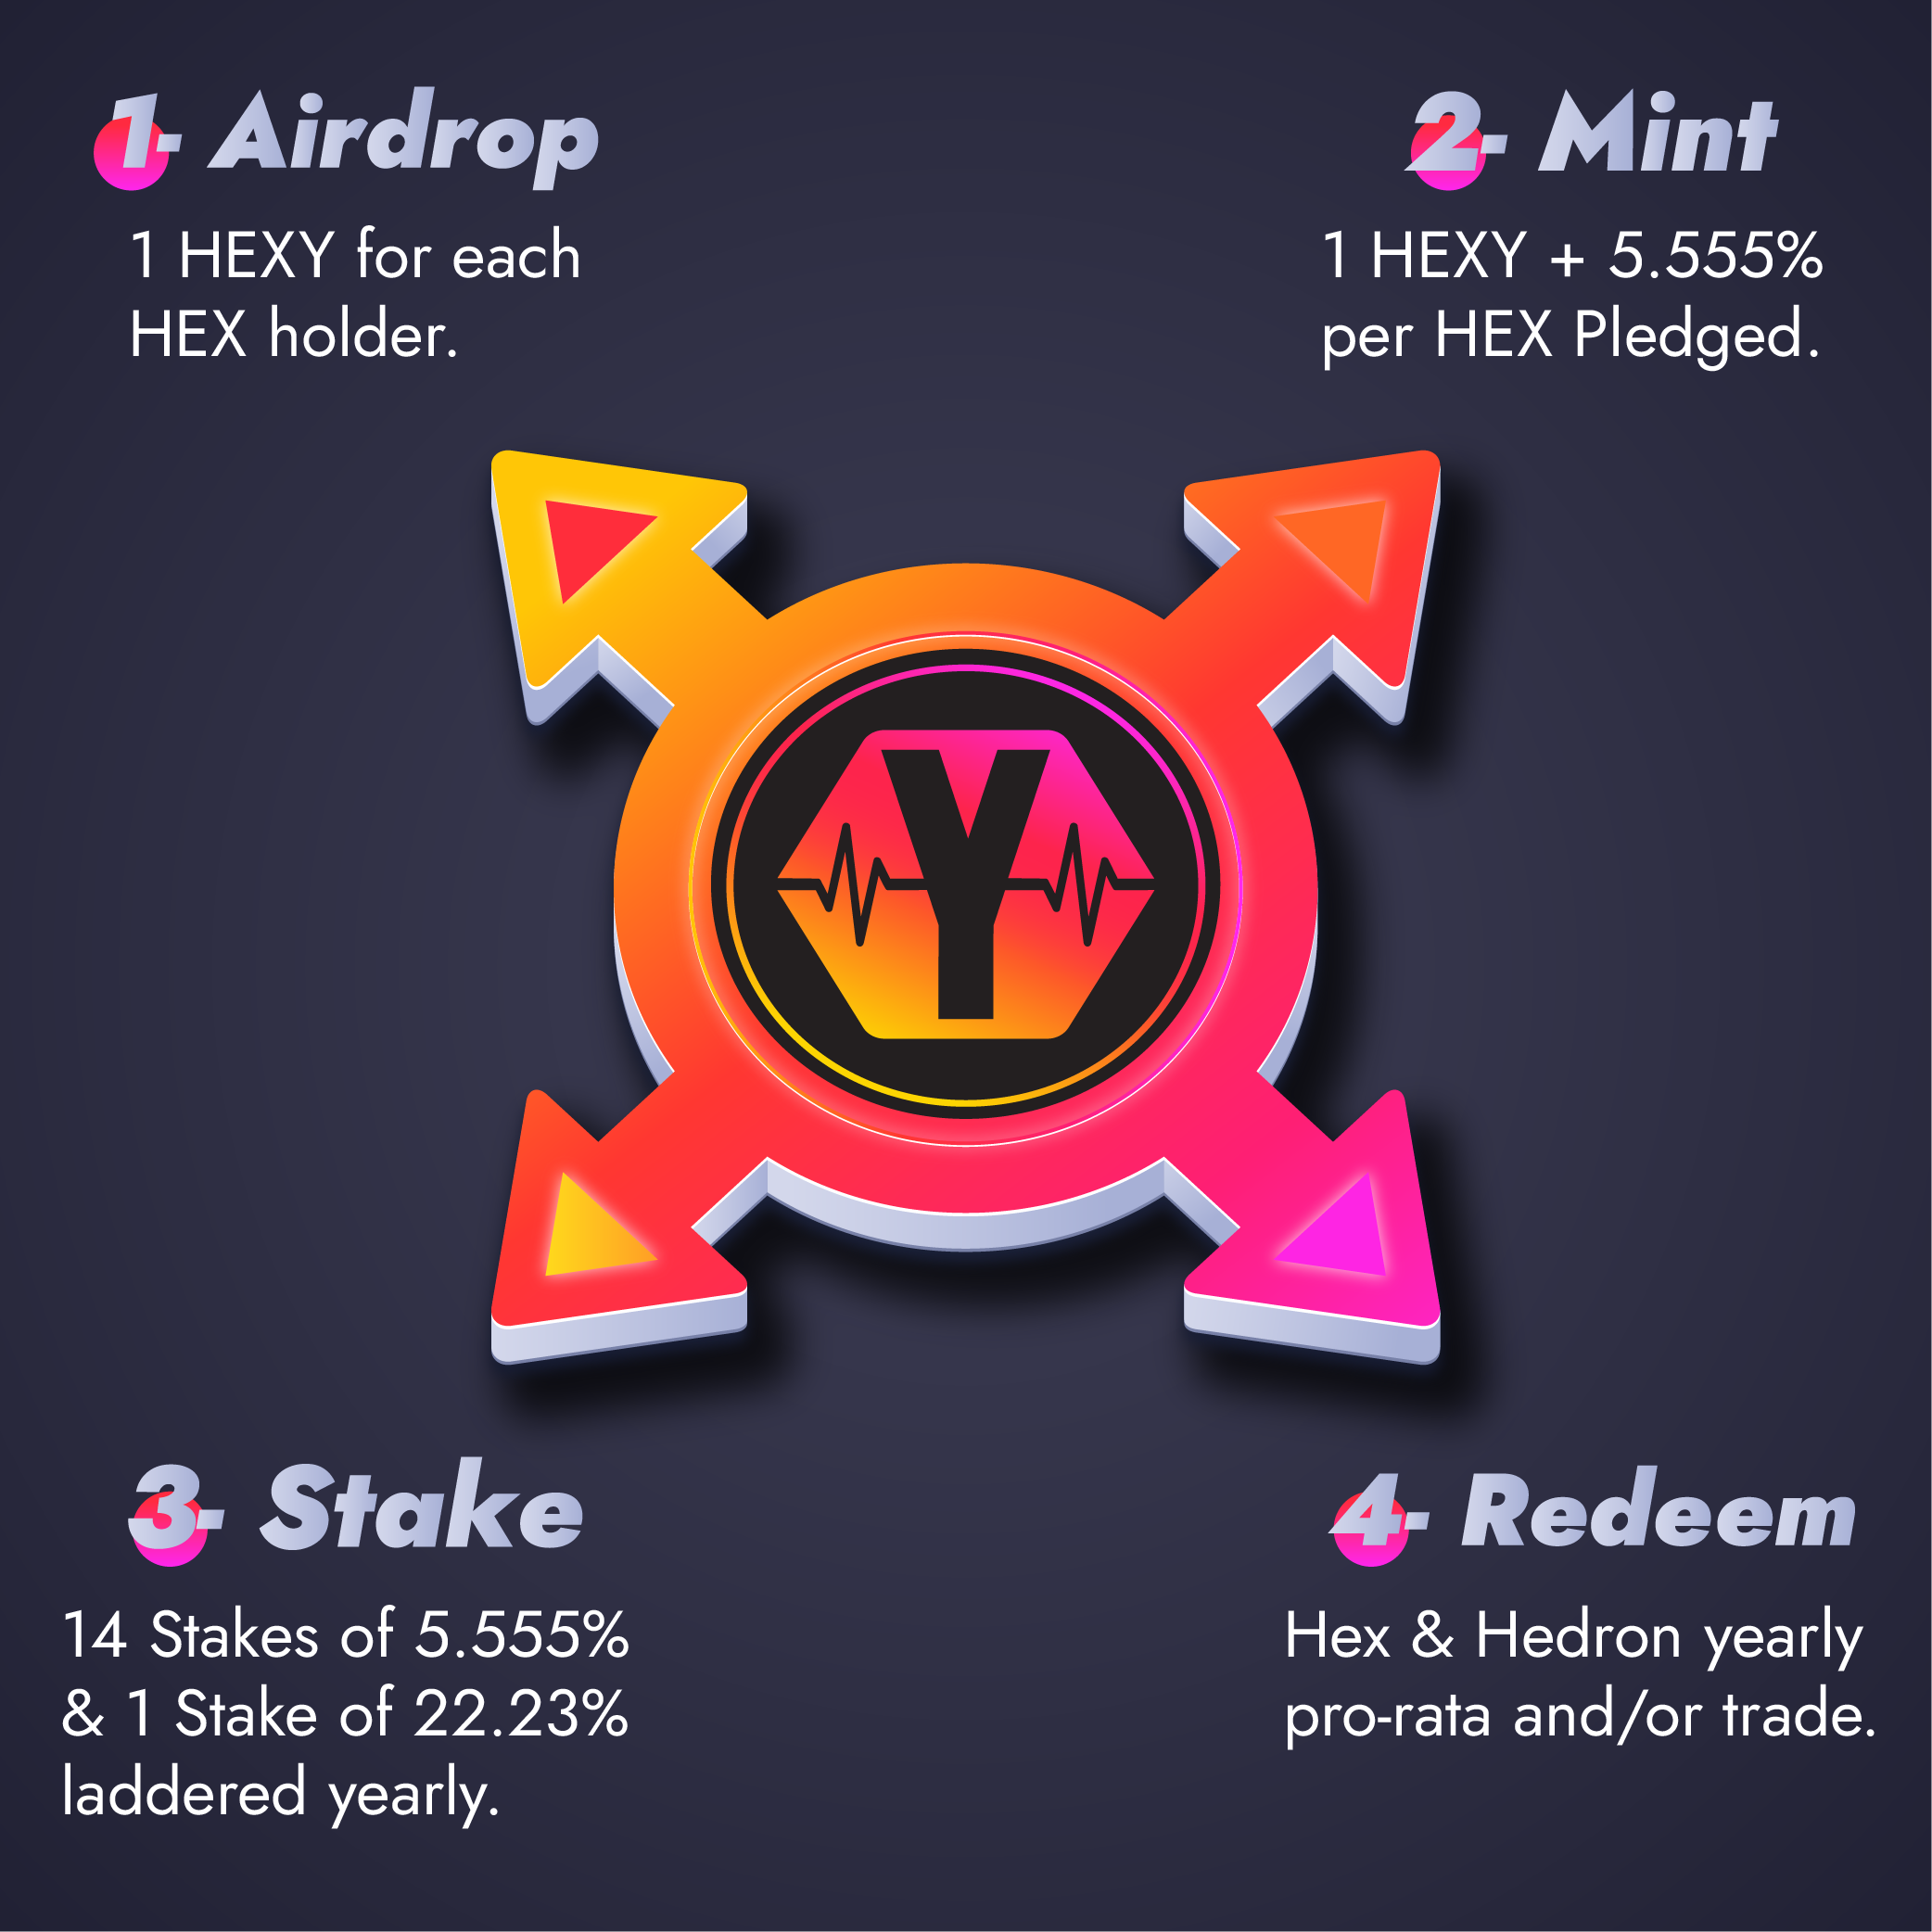 1- Airdrop
1 HEXY for each
HEX holder.
2- Mint
1 HEXY + 5.555%
per HEX Pledged.
Y
3- Stake
14 Stakes of 5.555%
& 1 Stake of 22.23%
laddered yearly.
4- Redeem
Hex & Hedron yearly
pro-rata and/or trade.